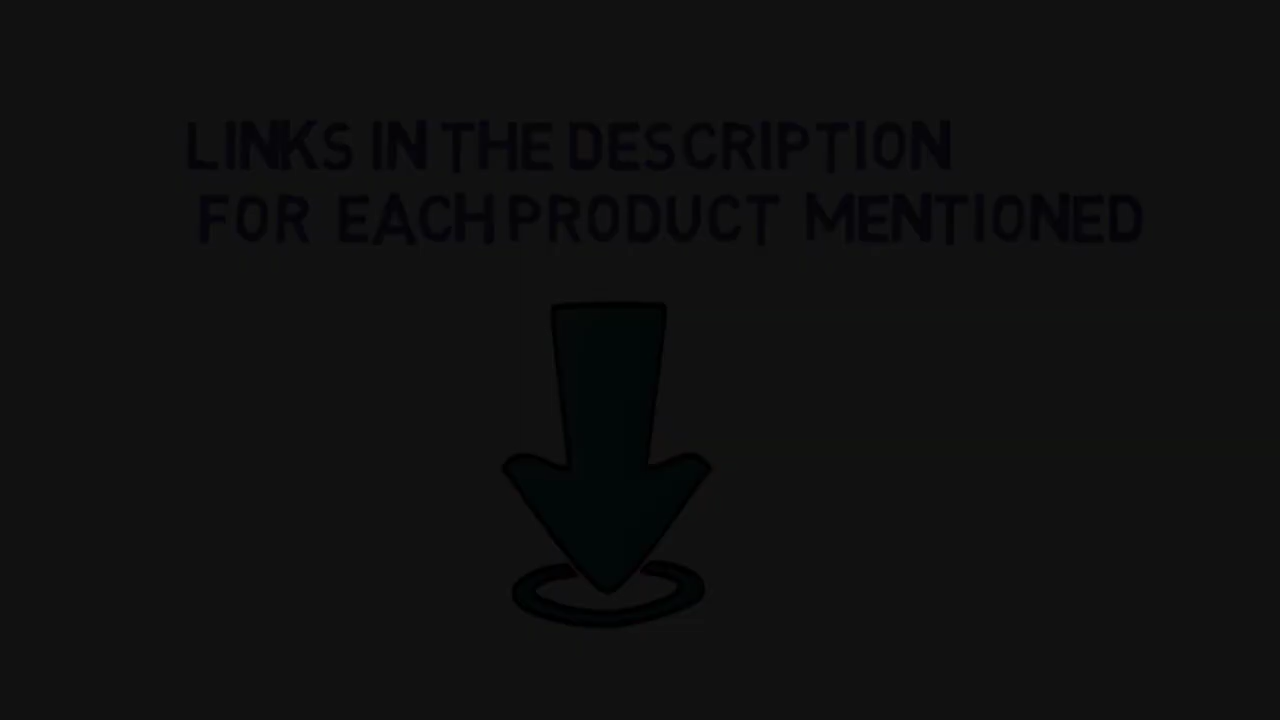 LINKS IN THE DESCRIPTION
FOR EACH PRODUCT MENTIONED